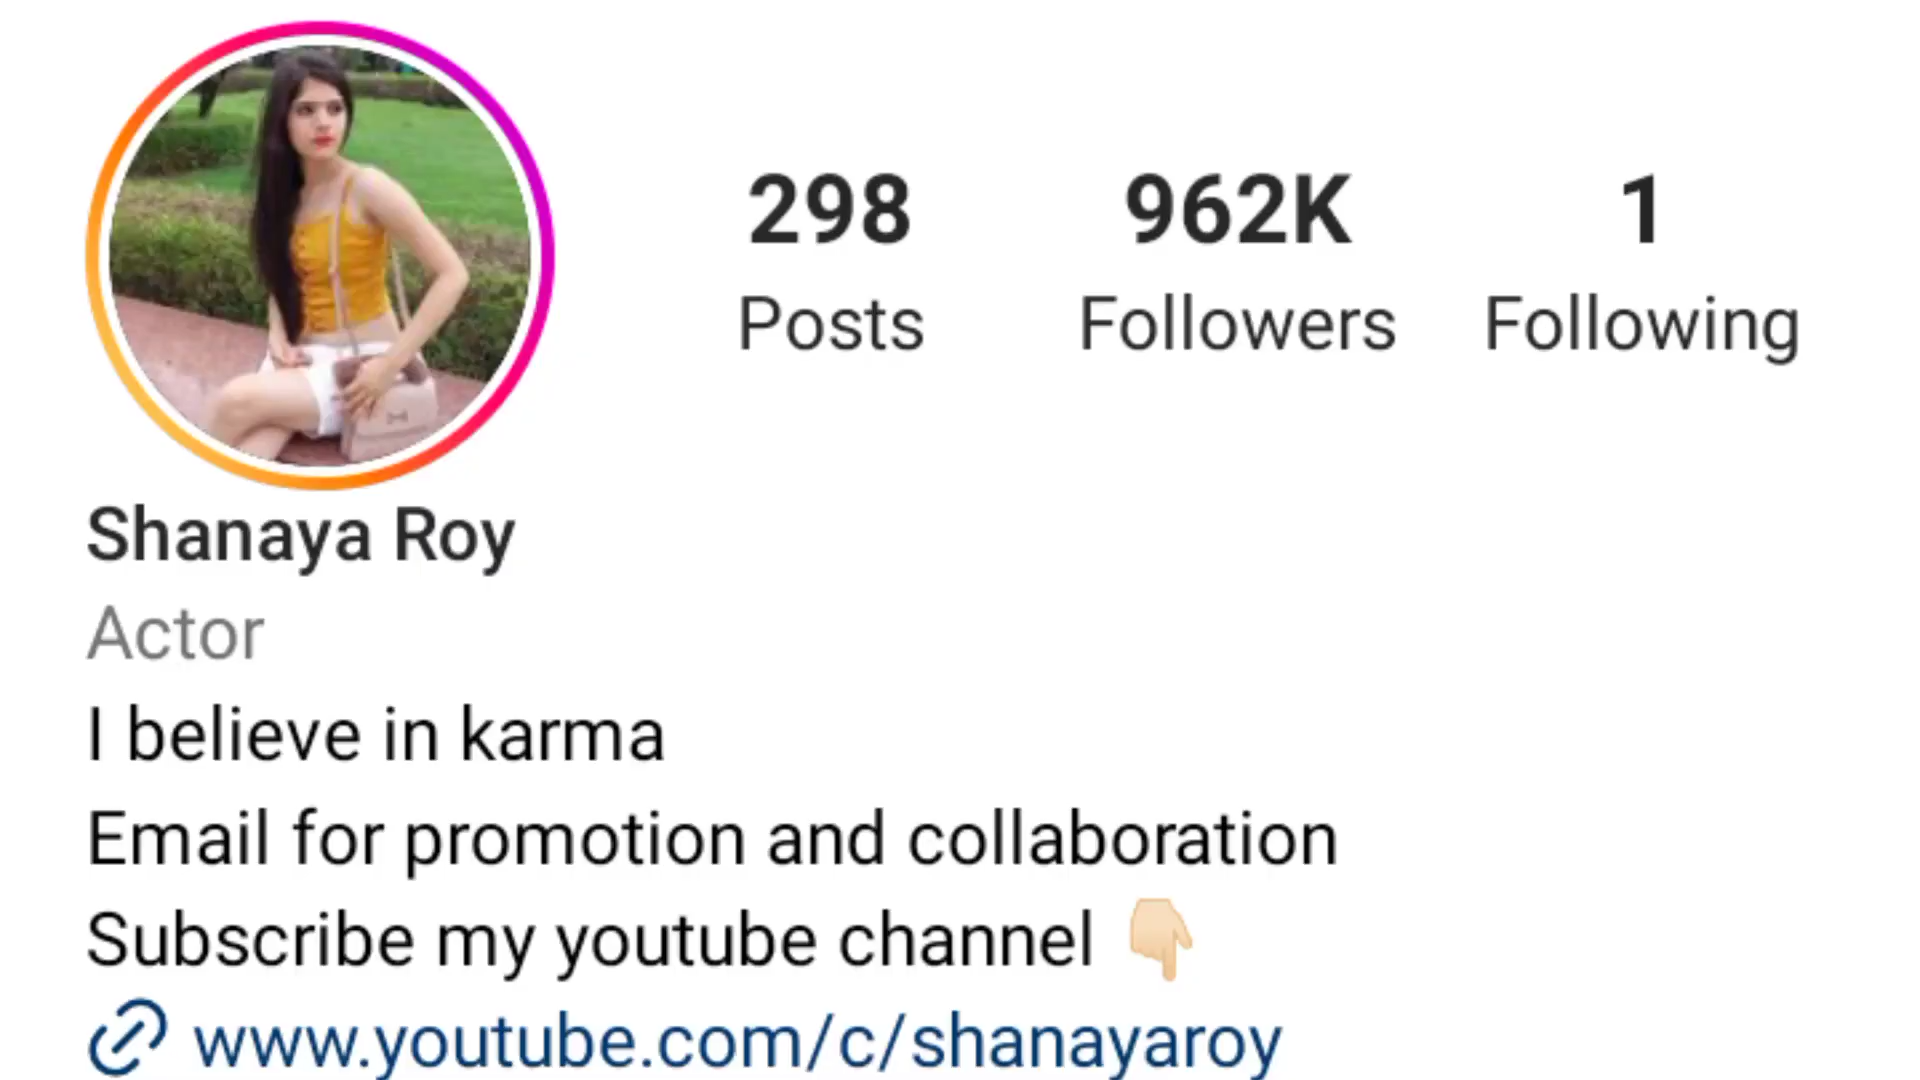 298 962K 1
Posts Followers Following
Shanaya Roy
Actor
I believe in karma
Email for promotion and collaboration
Subscribe my youtube channel 👇🏻
www.youtube.com/c/shanayaroy